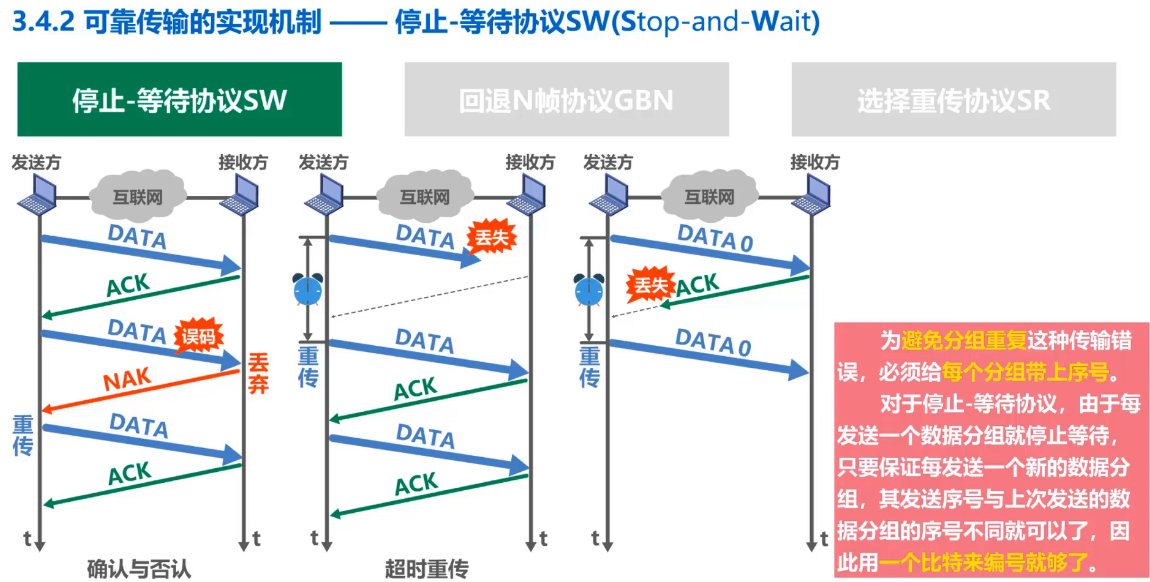 3.4.2 可靠传输的实现机制 —— 停止-等待协议SW(Stop-and-Wait)
停止-等待协议SW
回退N帧协议GBN
选择重传协议SR
发送方
接收方
互联网
DATA
ACK
DATA
误码
丢弃
NAK
重传
DATA
ACK
t
t
确认与否认
发送方
接收方
互联网
DATA
丢失
重传
DATA
ACK
DATA
ACK
t
t
超时重传
发送方
接收方
互联网
DATA 0
丢失
ACK
重传
DATA 0
t
t
为避免分组重复这种传输错
误，必须给每个分组带上序号。
对于停止-等待协议，由于每
发送一个数据分组就停止等待，
只要保证每发送一个新的数据分
组，其发送序号与上次发送的数
据分组的序号不同就可以了，因
此用一个比特来编号就够了。